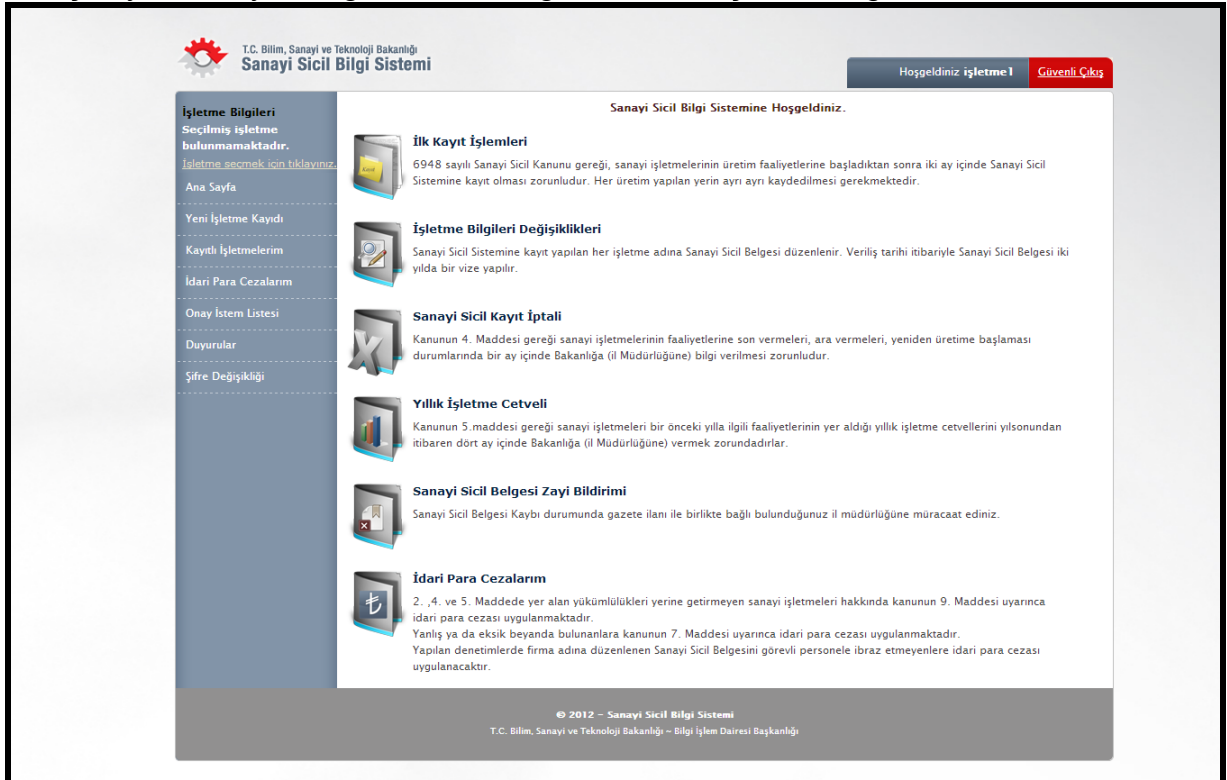 T.C. Bilim, Sanayi ve Teknoloji Bakanlığı
Sanayi Sicil Bilgi Sistemi
Hoşgeldiniz işletme1
Güvenli Çıkış
İşletme Bilgileri
Seçilmiş işletme
bulunmamaktadır.
İşletme seçmek için tıklayınız.
Ana Sayfa
Yeni İşletme Kayıdı
Kayıtlı İşletmelerim
İdari Para Cezalarım
Onay İstem Listesi
Duyurular
Şifre Değişikliği
Sanayi Sicil Bilgi Sistemine Hoşgeldiniz.
İlk Kayıt İşlemleri
6948 sayılı Sanayi Sicil Kanunu gereği, sanayi işletmelerinin üretim faaliyetlerine başladıktan sonra iki ay içinde Sanayi Sicil
Sistemine kayıt olması zorunludur. Her üretim yapılan yerin ayrı ayrı kaydedilmesi gerekmektedir.
İşletme Bilgileri Değişiklikleri
Sanayi Sicil Sistemine kayıt yapılan her işletme adına Sanayi Sicil Belgesi düzenlenir. Veriliş tarihi itibariyle Sanayi Sicil Belgesi iki
yılda bir vize yapılır.
Sanayi Sicil Kayıt İptali
Kanunun 4. Maddesi gereği sanayi işletmelerinin faaliyetlerine son vermeleri, ara vermeleri, yeniden üretime başlaması
durumlarında bir ay içinde Bakanlığa (il Müdürlüğüne) bilgi verilmesi zorunludur.
Yıllık İşletme Cetveli
Kanunun 5.maddesi gereği sanayi işletmeleri bir önceki yılla ilgili faaliyetlerinin yer aldığı yıllık işletme cetvellerini yılsonundan
itibaren dört ay içinde Bakanlığa (il Müdürlüğüne) vermek zorundadırlar.
Sanayi Sicil Belgesi Zayi Bildirimi
Sanayi Sicil Belgesi Kaybı durumunda gazete ilanı ile birlikte bağlı bulunduğunuz il müdürlüğüne müracaat ediniz.
İdari Para Cezalarım
2. ,4. ve 5. Maddede yer alan yükümlülükleri yerine getirmeyen sanayi işletmeleri hakkında kanunun 9. Maddesi uyarınca
idari para cezası uygulanmaktadır.
Yanlış ya da eksik beyanda bulunanlara kanunun 7. Maddesi uyarınca idari para cezası uygulanmaktadır.
Yapılan denetimlerde firma adına düzenlenen Sanayi Sicil Belgesini görevli personele ibraz etmeyenlere idari para cezası
uygulanacaktır.
© 2012 - Sanayi Sicil Bilgi Sistemi
T.C. Bilim, Sanayi ve Teknoloji Bakanlığı ~ Bilgi İşlem Dairesi Başkanlığı